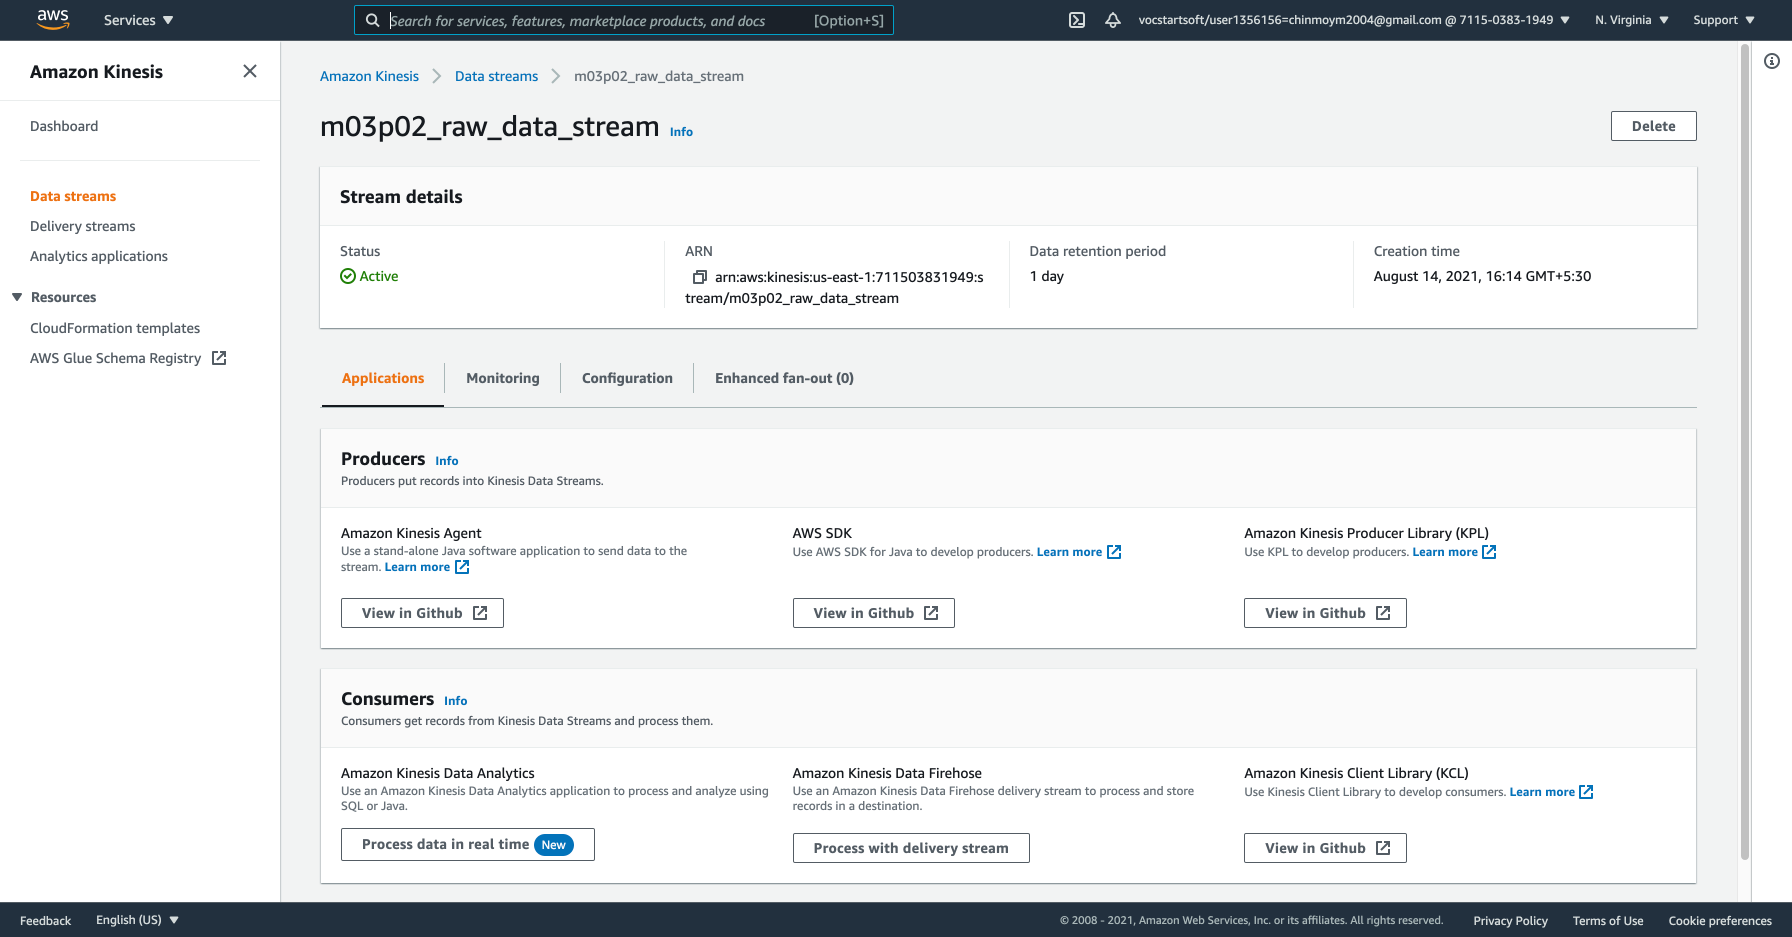 aws Services Search for services, features, marketplace products, and docs [Option+S] vocstartsoft/user1356156=chinmoym2004@gmail.com @ 7115-0383-1949 N. Virginia Support
Amazon Kinesis
Dashboard
Data streams
Delivery streams
Analytics applications
Resources
CloudFormation templates
AWS Glue Schema Registry
Amazon Kinesis Data streams m03p02_raw_data_stream
m03p02_raw_data_stream Info
Delete
Stream details
Status
Active
ARN
arn:aws:kinesis:us-east-1:711503831949:s
tream/m03p02_raw_data_stream
Data retention period
1 day
Creation time
August 14, 2021, 16:14 GMT+5:30
Applications Monitoring Configuration Enhanced fan-out (0)
Producers Info
Producers put records into Kinesis Data Streams.
Amazon Kinesis Agent
Use a stand-alone Java software application to send data to the
stream. Learn more
View in Github
AWS SDK
Use AWS SDK for Java to develop producers. Learn more
View in Github
Amazon Kinesis Producer Library (KPL)
Use KPL to develop producers. Learn more
View in Github
Consumers Info
Consumers get records from Kinesis Data Streams and process them.
Amazon Kinesis Data Analytics
Use an Amazon Kinesis Data Analytics application to process and analyze using
SQL or Java.
Process data in real time New
Amazon Kinesis Data Firehose
Use an Amazon Kinesis Data Firehose delivery stream to process and store
records in a destination.
Process with delivery stream
Amazon Kinesis Client Library (KCL)
Use Kinesis Client Library to develop consumers. Learn more
View in Github
Feedback English (US) © 2008 - 2021, Amazon Web Services, Inc. or its affiliates. All rights reserved. Privacy Policy Terms of Use Cookie preferences